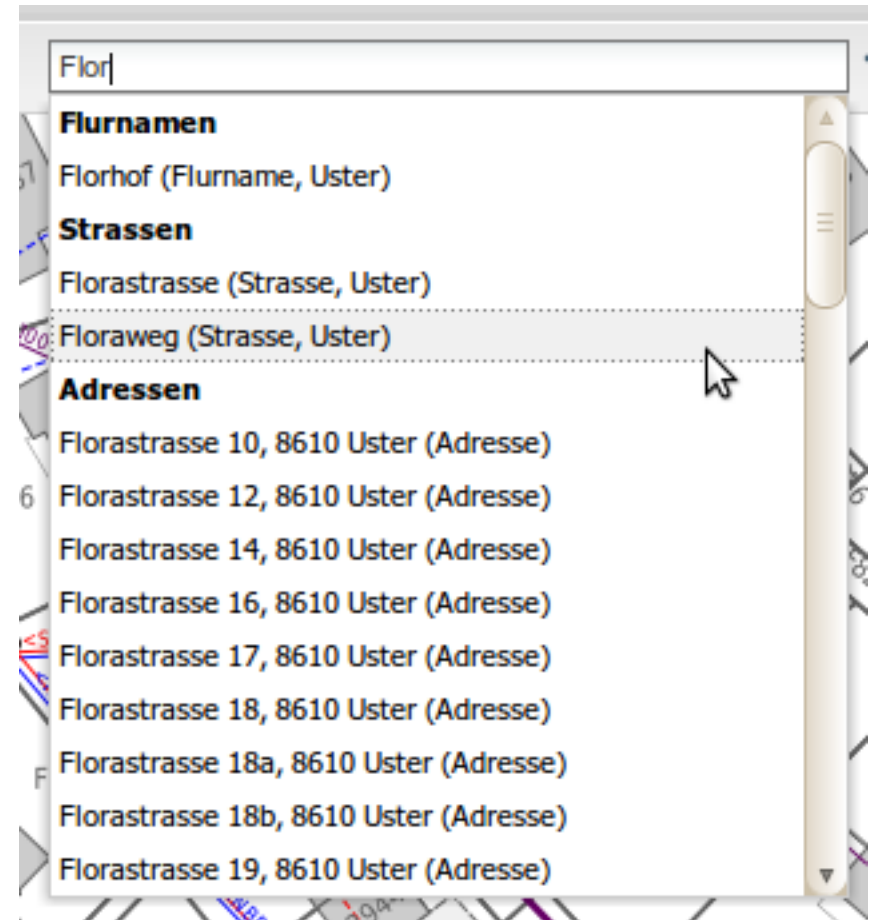 Flor
Flurnamen
Florhof (Flurname, Uster)
Strassen
Florastrasse (Strasse, Uster)
Floraweg (Strasse, Uster)
Adressen
Florastrasse 10, 8610 Uster (Adresse)
Florastrasse 12, 8610 Uster (Adresse)
Florastrasse 14, 8610 Uster (Adresse)
6
Florastrasse 16, 8610 Uster (Adresse)
Florastrasse 17, 8610 Uster (Adresse)
Florastrasse 18, 8610 Uster (Adresse)
Florastrasse 18a, 8610 Uster (Adresse)
F
Florastrasse 18b, 8610 Uster (Adresse)
Florastrasse 19, 8610 Uster (Adresse)